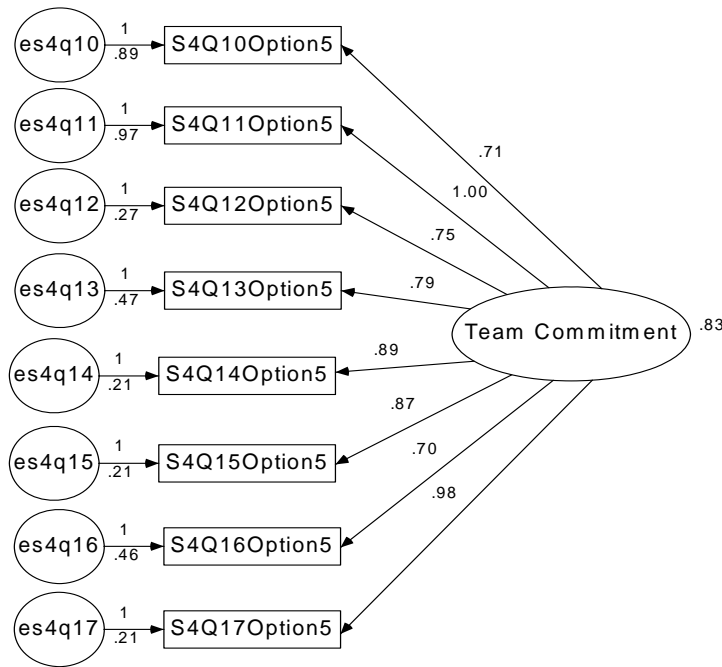 es4q10 1 .89 S4Q10Option5
es4q11 1 .97 S4Q11Option5
es4q12 1 .27 S4Q12Option5
es4q13 1 .47 S4Q13Option5
es4q14 1 .21 S4Q14Option5
es4q15 1 .21 S4Q15Option5
es4q16 1 .46 S4Q16Option5
es4q17 1 .21 S4Q17Option5
.71
1.00
.75
.79
.89
.87
.70
.98
Team Commitment .83